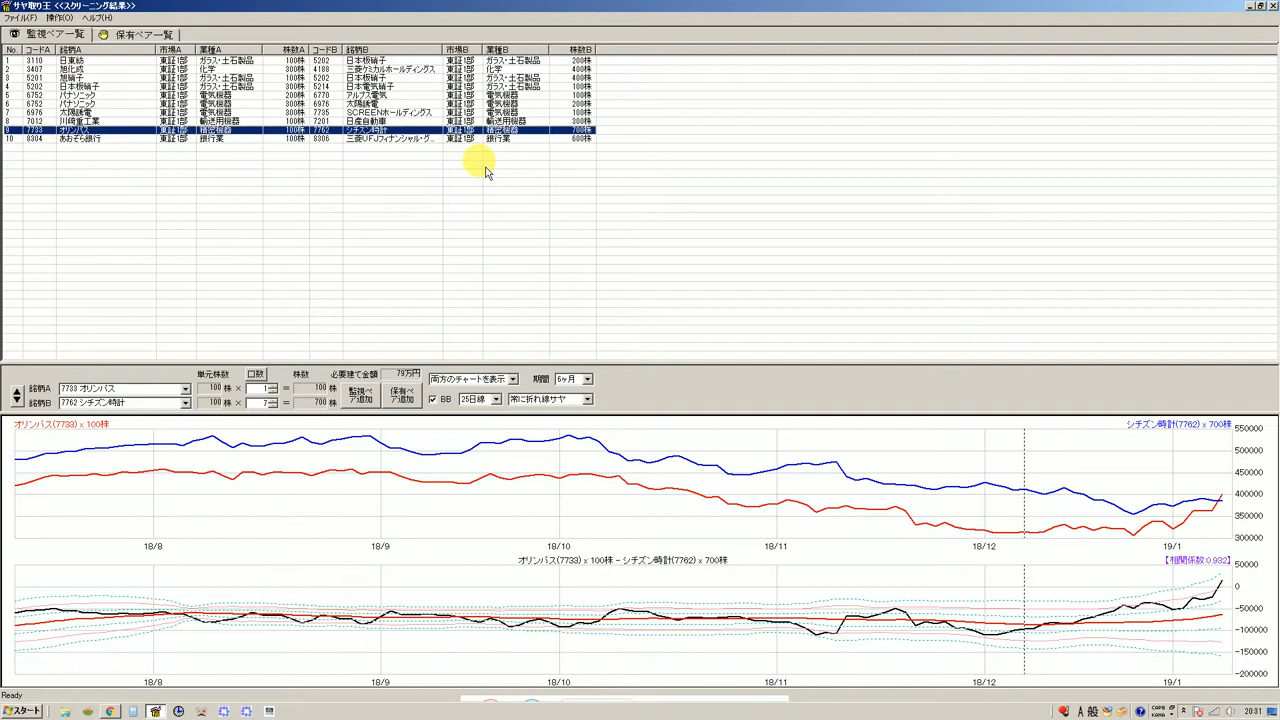 サヤ取り王 <<スクリーニング結果>>
ファイル(F) 操作(O) ヘルプ(H)
監視ペア一覧 保有ペア一覧
No. コードA 銘柄A 市場A 業種A 株数A コードB 銘柄B 市場B 業種B 株数B
1 3110 日東紡 東証1部 ガラス・土石製品 100株 5202 日本板硝子 東証1部 ガラス・土石製品 200株
2 3407 旭化成 東証1部 化学 300株 4188 三菱ケミカルホールディングス 東証1部 化学 400株
3 5201 旭硝子 東証1部 ガラス・土石製品 100株 5202 日本板硝子 東証1部 ガラス・土石製品 400株
4 5202 日本板硝子 東証1部 ガラス・土石製品 300株 5214 日本電気硝子 東証1部 ガラス・土石製品 100株
5 6752 パナソニック 東証1部 電気機器 200株 6770 アルプス電気 東証1部 電気機器 100株
6 6752 パナソニック 東証1部 電気機器 300株 6976 太陽誘電 東証1部 電気機器 200株
7 6976 太陽誘電 東証1部 電気機器 300株 7735 SCREENホールディングス 東証1部 電気機器 100株
8 7012 川崎重工業 東証1部 輸送用機器 100株 7201 日産自動車 東証1部 輸送用機器 300株
9 7733 オリンパス 東証1部 精密機器 100株 7762 シチズン時計 東証1部 精密機器 700株
10 8304 あおぞら銀行 東証1部 銀行業 100株 8306 三菱UFJフィナンシャル・グ... 東証1部 銀行業 600株
単元株数 口数 株数 必要建て金額 79万円 両方のチャートを表示 期間 6ヶ月
銘柄A 7733 オリンパス 100 株 × 1 = 100 株 監視ペア追加 保有ペア追加
銘柄B 7762 シチズン時計 100 株 × 7 = 700 株 BB 25日線 常に折れ線サヤ
オリンパス(7733) x 100株 シチズン時計(7762) x 700株 550000
500000
450000
400000
350000
300000
18/8 18/9 18/10 18/11 18/12 19/1
オリンパス(7733) x 100株 - シチズン時計(7762) x 700株 【相関係数 0.932】 50000
0
-50000
-100000
-150000
-200000
18/8 18/9 18/10 18/11 18/12 19/1
Ready
スタート A 般 CAPS KANA 20:31